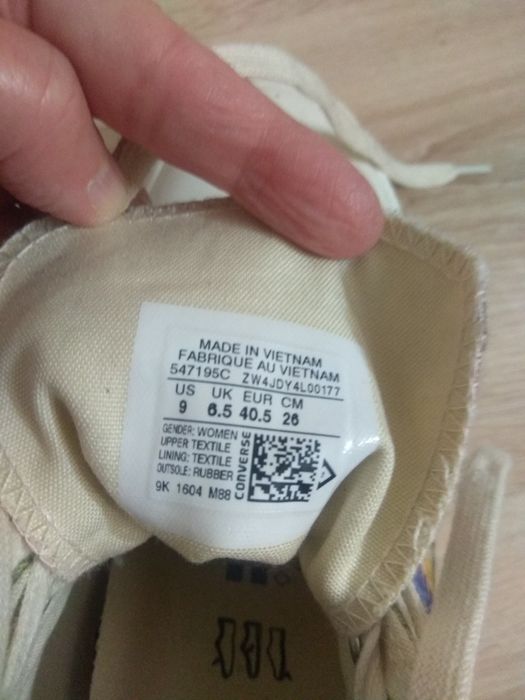 MADE IN VIETNAM
FABRIQUE AU VIETNAM
547195C ZW4JDY4L00177
US UK EUR CM
9 6.5 40.5 26
GENDER: WOMEN
UPPER TEXTILE
LINING: TEXTILE
OUTSOLE: RUBBER
CONVERSE
9K 1604 M88